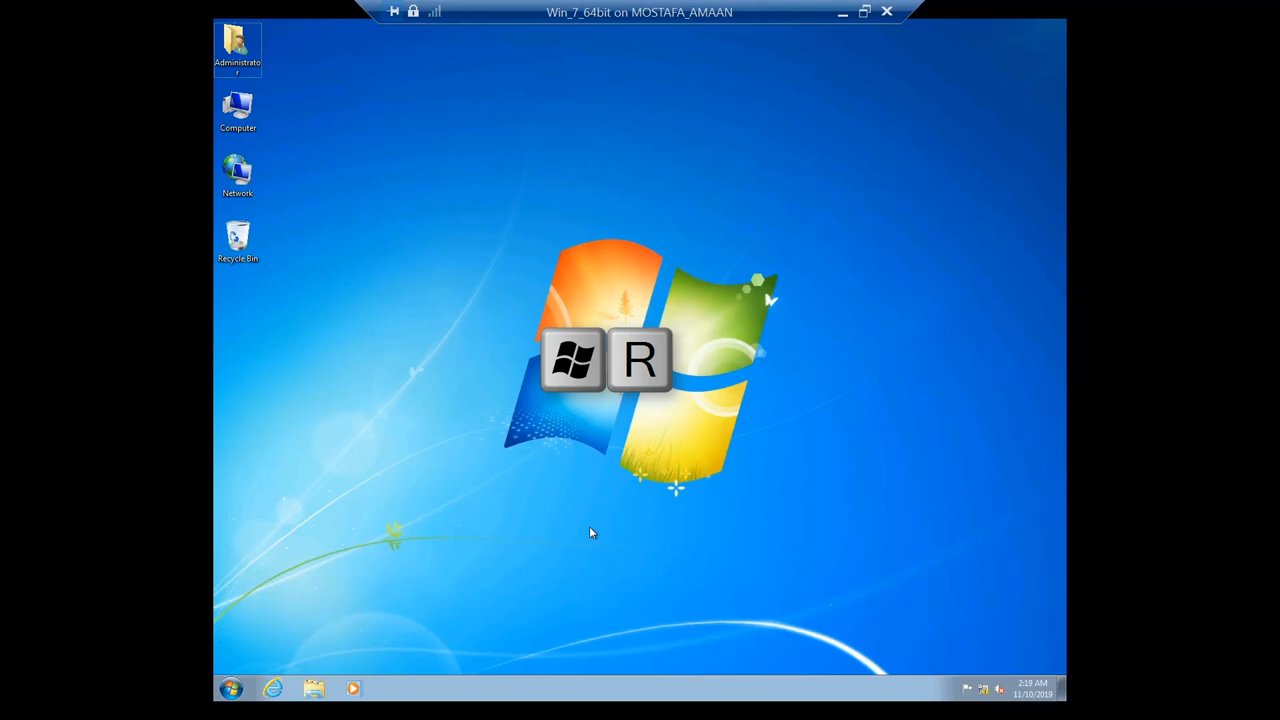 Win_7_64bit on MOSTAFA_AMAAN
Administrato
r
Computer
Network
Recycle Bin
R
2:19 AM
11/10/2019